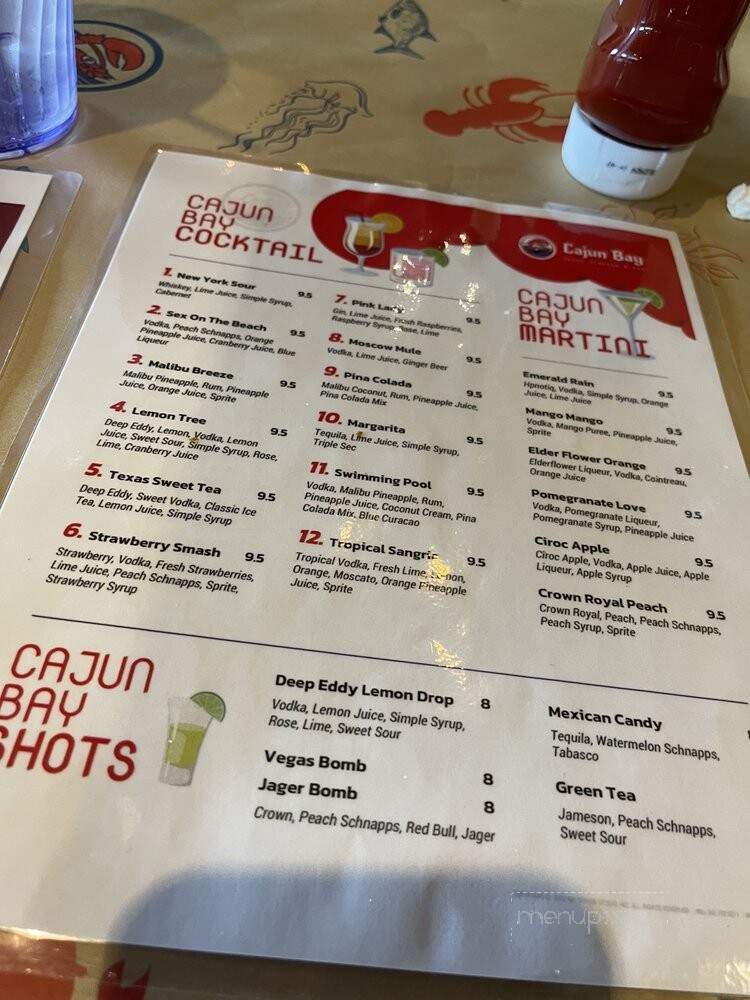 CAJUN
BAY
COCKTAIL
1. New York Sour 9.5
Whiskey, Lime Juice, Simple Syrup,
Cabernet
2. Sex On The Beach 9.5
Vodka, Peach Schnapps, Orange
Pineapple Juice, Cranberry Juice, Blue
Liqueur
3. Malibu Breeze 9.5
Malibu Pineapple, Rum, Pineapple
Juice, Orange Juice, Sprite
4. Lemon Tree 9.5
Deep Eddy, Lemon, Vodka, Lemon
Juice, Sweet Sour, Simple Syrup, Rose,
Lime, Cranberry Juice
5. Texas Sweet Tea 9.5
Deep Eddy, Sweet Vodka, Classic Ice
Tea, Lemon Juice, Simple Syrup
6. Strawberry Smash 9.5
Strawberry, Vodka, Fresh Strawberries,
Lime Juice, Peach Schnapps, Sprite,
Strawberry Syrup
7. Pink Lady 9.5
Gin, Lime Juice, Fresh Raspberries,
Raspberry Syrup, Rose, Lime
8. Moscow Mule 9.5
Vodka, Lime Juice, Ginger Beer
9. Pina Colada 9.5
Malibu Coconut, Rum, Pineapple Juice,
Pina Colada Mix
10. Margarita 9.5
Tequila, Lime Juice, Simple Syrup,
Triple Sec
11. Swimming Pool 9.5
Vodka, Malibu Pineapple, Rum,
Pineapple Juice, Coconut Cream, Pina
Colada Mix, Blue Curacao
12. Tropical Sangria 9.5
Tropical Vodka, Fresh Lime, Lemon,
Orange, Moscato, Orange Pineapple
Juice, Sprite
Cajun Bay
CAJUN
BAY
MARTINI
Emerald Rain 9.5
Hpnotiq, Vodka, Simple Syrup, Orange
Juice, Lime Juice
Mango Mango 9.5
Vodka, Mango Puree, Pineapple Juice,
Sprite
Elder Flower Orange 9.5
Elderflower Liqueur, Vodka, Cointreau,
Orange Juice
Pomegranate Love 9.5
Vodka, Pomegranate Liqueur,
Pomegranate Syrup, Pineapple Juice
Ciroc Apple 9.5
Ciroc Apple, Vodka, Apple Juice, Apple
Liqueur, Apple Syrup
Crown Royal Peach 9.5
Crown Royal, Peach, Peach Schnapps,
Peach Syrup, Sprite
CAJUN
BAY
SHOTS
Deep Eddy Lemon Drop 8
Vodka, Lemon Juice, Simple Syrup,
Rose, Lime, Sweet Sour
Vegas Bomb 8
Jager Bomb 8
Crown, Peach Schnapps, Red Bull, Jager
Mexican Candy
Tequila, Watermelon Schnapps,
Tabasco
Green Tea
Jameson, Peach Schnapps,
Sweet Sour